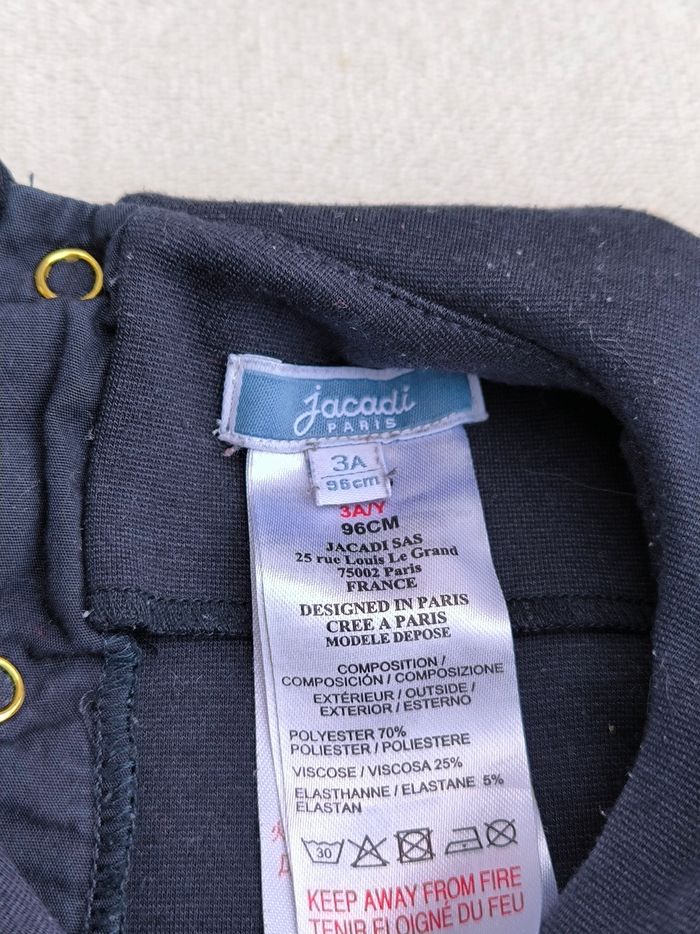 jacadi
PARIS
3A
96cm
3A/Y
96CM
JACADI SAS
25 rue Louis Le Grand
75002 Paris
FRANCE
DESIGNED IN PARIS
CREE A PARIS
MODELE DEPOSE
COMPOSITION /
COMPOSICIÓN / COMPOSIZIONE
EXTÉRIEUR / OUTSIDE /
EXTERIOR / ESTERNO
POLYESTER 70%
POLIESTER / POLIESTERE
VISCOSE / VISCOSA 25%
ELASTHANNE / ELASTANE 5%
ELASTAN
30
KEEP AWAY FROM FIRE
TENIR ELOIGNÉ DU FEU